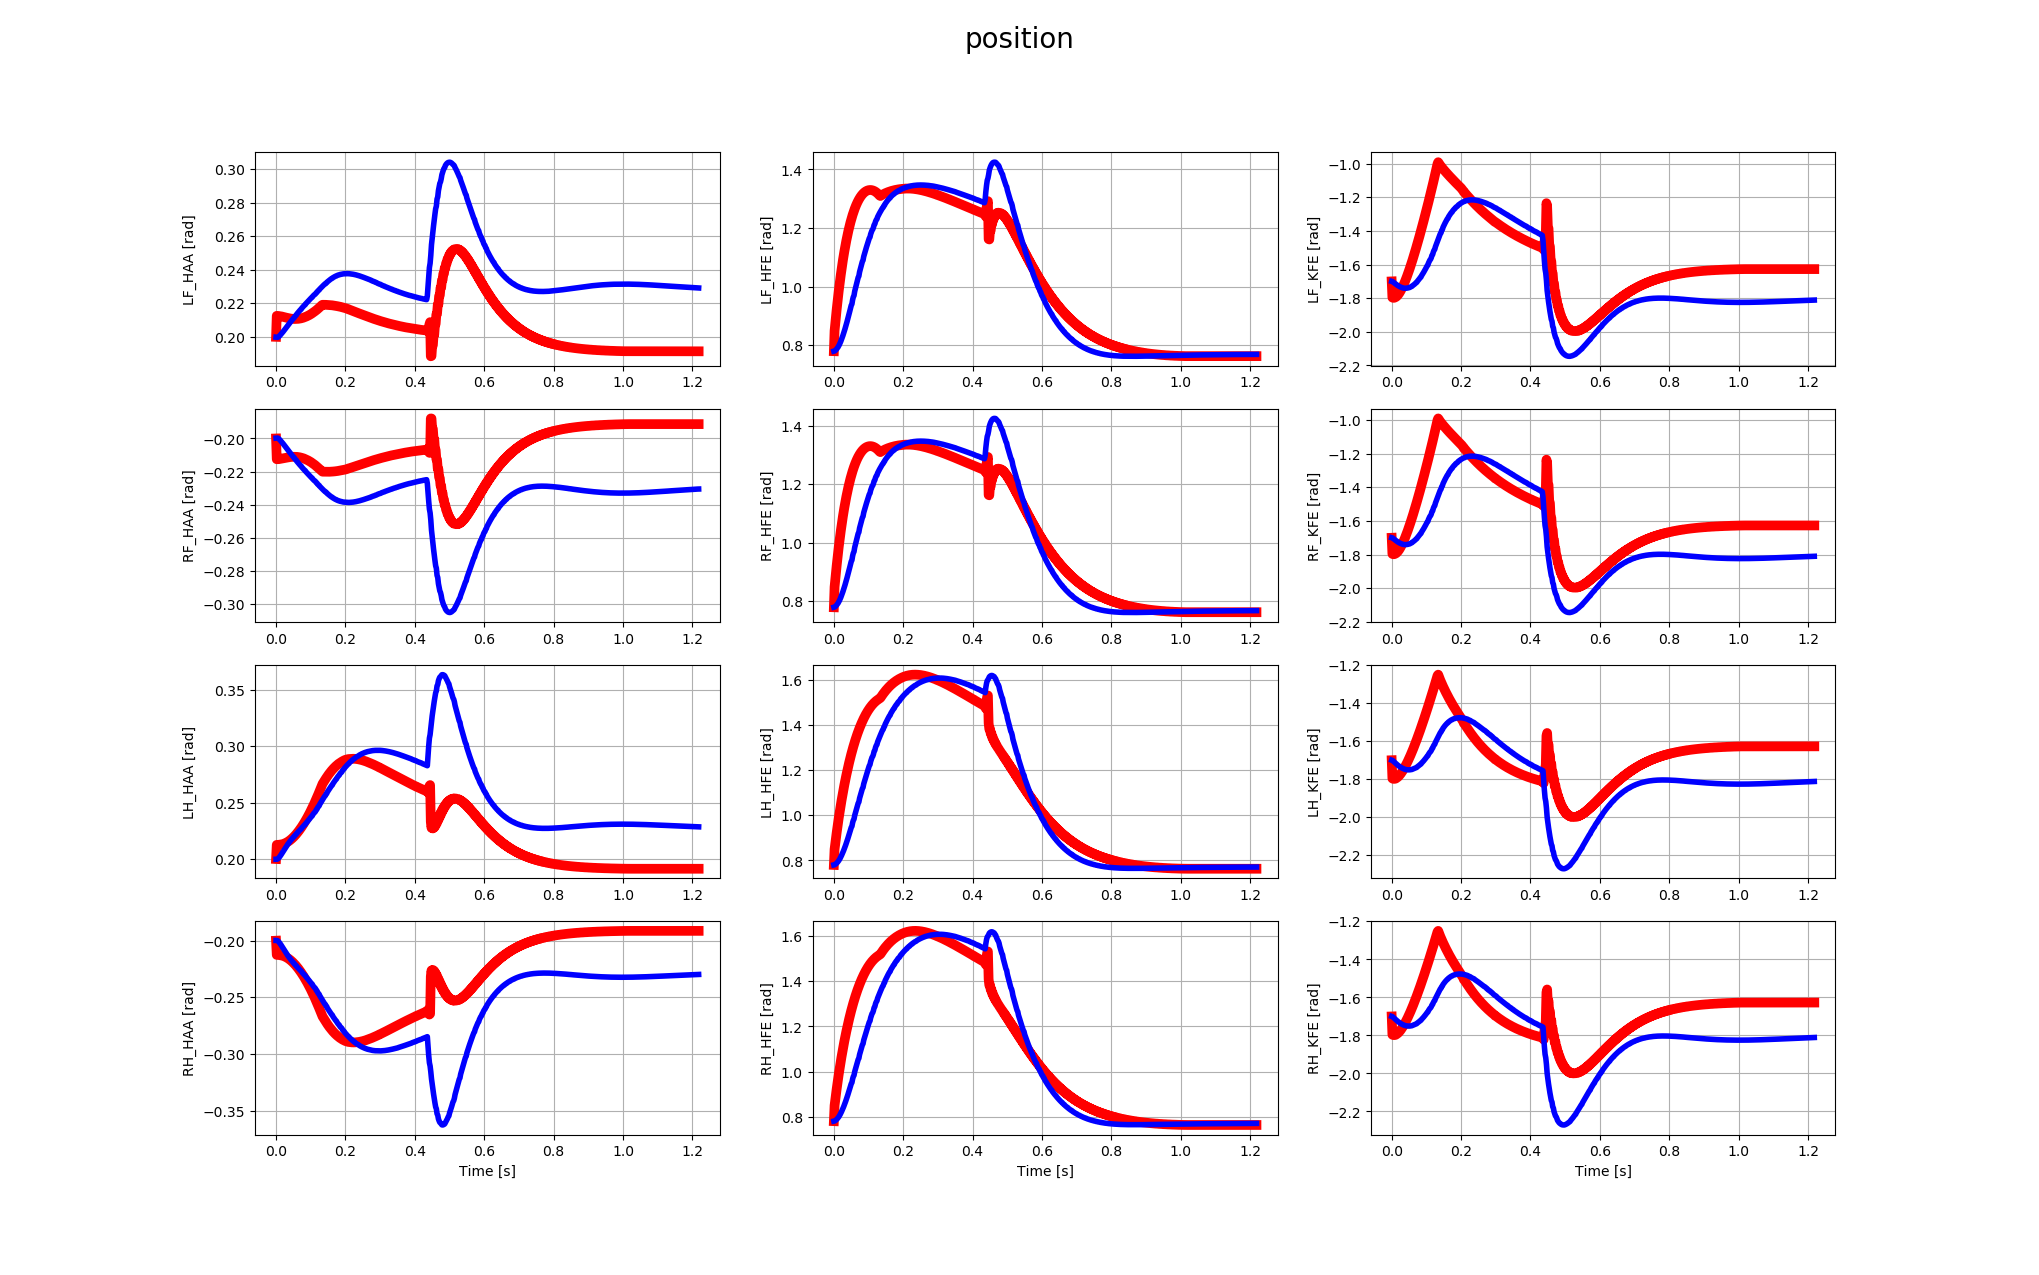 position
LF_HAA [rad]
0.30
0.28
0.26
0.24
0.22
0.20
0.0 0.2 0.4 0.6 0.8 1.0 1.2
LF_HFE [rad]
1.4
1.2
1.0
0.8
0.0 0.2 0.4 0.6 0.8 1.0 1.2
LF_KFE [rad]
−1.0
−1.2
−1.4
−1.6
−1.8
−2.0
−2.2
0.0 0.2 0.4 0.6 0.8 1.0 1.2
RF_HAA [rad]
−0.20
−0.22
−0.24
−0.26
−0.28
−0.30
0.0 0.2 0.4 0.6 0.8 1.0 1.2
RF_HFE [rad]
1.4
1.2
1.0
0.8
0.0 0.2 0.4 0.6 0.8 1.0 1.2
RF_KFE [rad]
−1.0
−1.2
−1.4
−1.6
−1.8
−2.0
−2.2
0.0 0.2 0.4 0.6 0.8 1.0 1.2
LH_HAA [rad]
0.35
0.30
0.25
0.20
0.0 0.2 0.4 0.6 0.8 1.0 1.2
LH_HFE [rad]
1.6
1.4
1.2
1.0
0.8
0.0 0.2 0.4 0.6 0.8 1.0 1.2
LH_KFE [rad]
−1.2
−1.4
−1.6
−1.8
−2.0
−2.2
0.0 0.2 0.4 0.6 0.8 1.0 1.2
RH_HAA [rad]
−0.20
−0.25
−0.30
−0.35
0.0 0.2 0.4 0.6 0.8 1.0 1.2
Time [s]
RH_HFE [rad]
1.6
1.4
1.2
1.0
0.8
0.0 0.2 0.4 0.6 0.8 1.0 1.2
Time [s]
RH_KFE [rad]
−1.2
−1.4
−1.6
−1.8
−2.0
−2.2
0.0 0.2 0.4 0.6 0.8 1.0 1.2
Time [s]